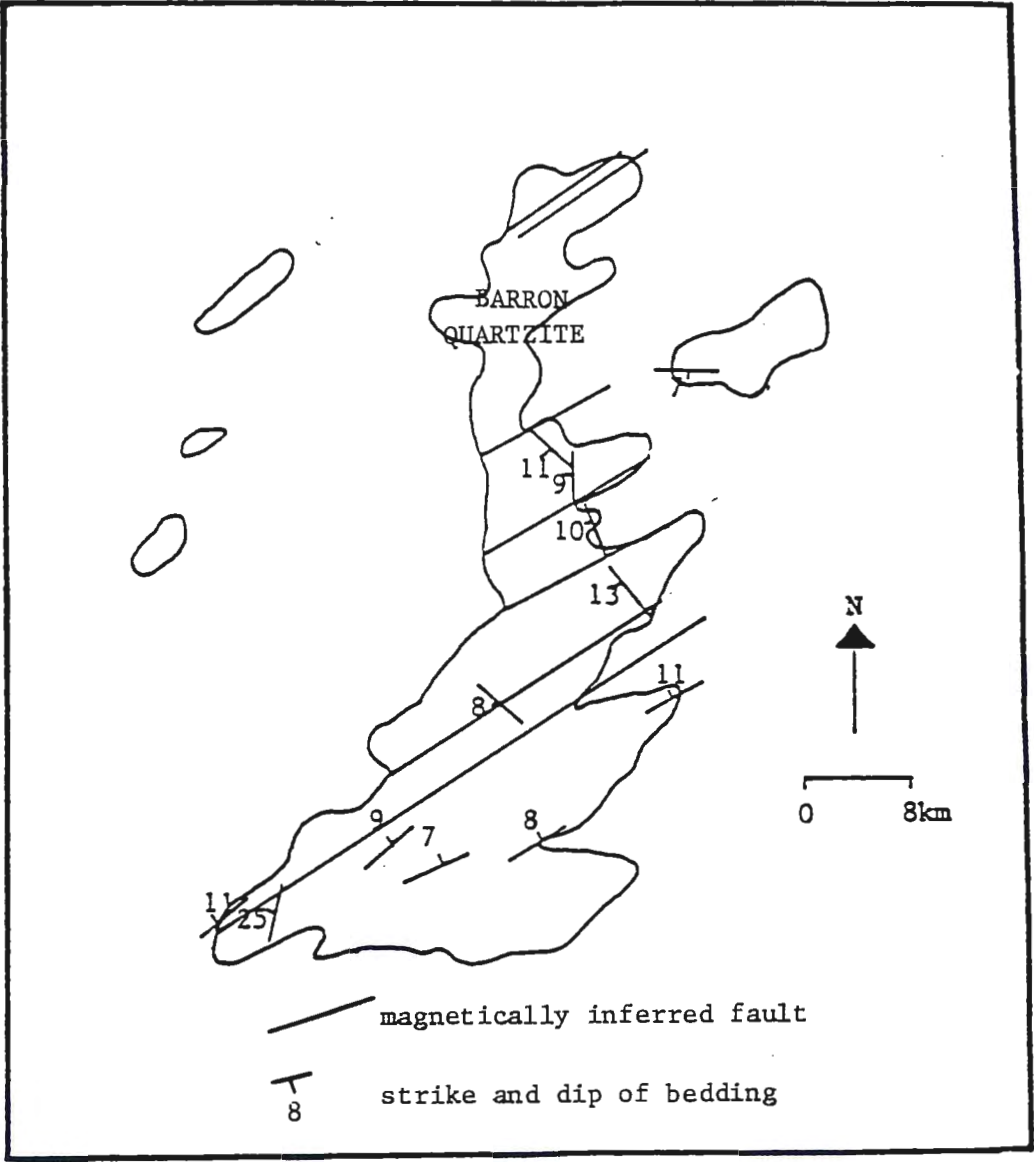 BARRON
QUARTZITE
7
11
9
10
13
N
11
8
0 8km
9
7
8
11
25
magnetically inferred fault
strike and dip of bedding
8